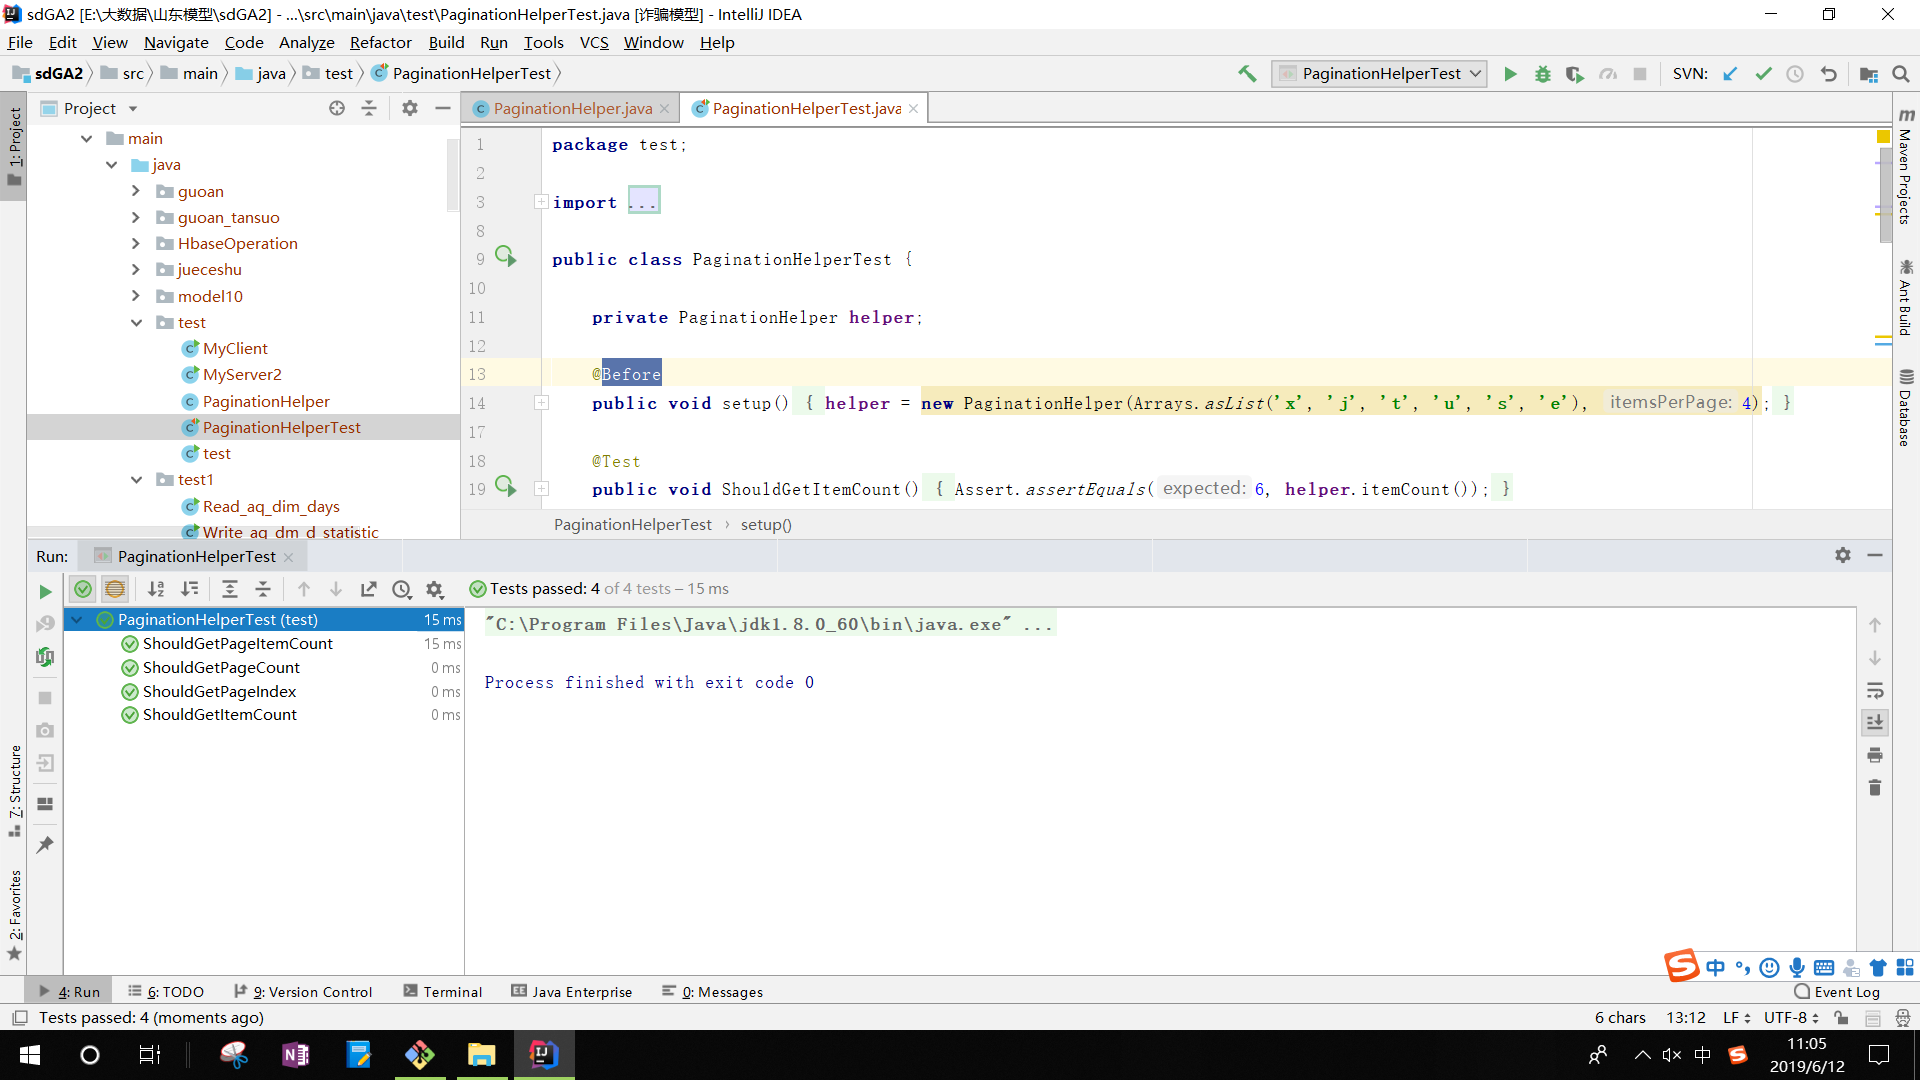 sdGA2 [E:\大数据\山东模型\sdGA2] - ...\src\main\java\test\PaginationHelperTest.java [诈骗模型] - IntelliJ IDEA
File Edit View Navigate Code Analyze Refactor Build Run Tools VCS Window Help
sdGA2 src main java test PaginationHelperTest
PaginationHelperTest SVN:
Project
PaginationHelper.java PaginationHelperTest.java
1: Project
main
java
guoan
guoan_tansuo
HbaseOperation
jueceshu
model10
test
MyClient
MyServer2
PaginationHelper
PaginationHelperTest
test
test1
Read_aq_dim_days
Write_aq_dm_d_statistic
1 package test;
2
3 import ...
8
9 public class PaginationHelperTest {
10
11 private PaginationHelper helper;
12
13 @Before
14 public void setup() { helper = new PaginationHelper(Arrays.asList('x', 'j', 't', 'u', 's', 'e'), itemsPerPage: 4); }
17
18 @Test
19 public void ShouldGetItemCount() { Assert.assertEquals( expected: 6, helper.itemCount()); }
PaginationHelperTest › setup()
Maven Projects
Ant Build
Database
Run: PaginationHelperTest
Tests passed: 4 of 4 tests – 15 ms
PaginationHelperTest (test) 15 ms
ShouldGetPageItemCount 15 ms
ShouldGetPageCount 0 ms
ShouldGetPageIndex 0 ms
ShouldGetItemCount 0 ms
"C:\Program Files\Java\jdk1.8.0_60\bin\java.exe" ...
Process finished with exit code 0
7: Structure
2: Favorites
中
4: Run 6: TODO 9: Version Control Terminal Java Enterprise 0: Messages Event Log
Tests passed: 4 (moments ago) 6 chars 13:12 LF UTF-8
中 11:05
2019/6/12